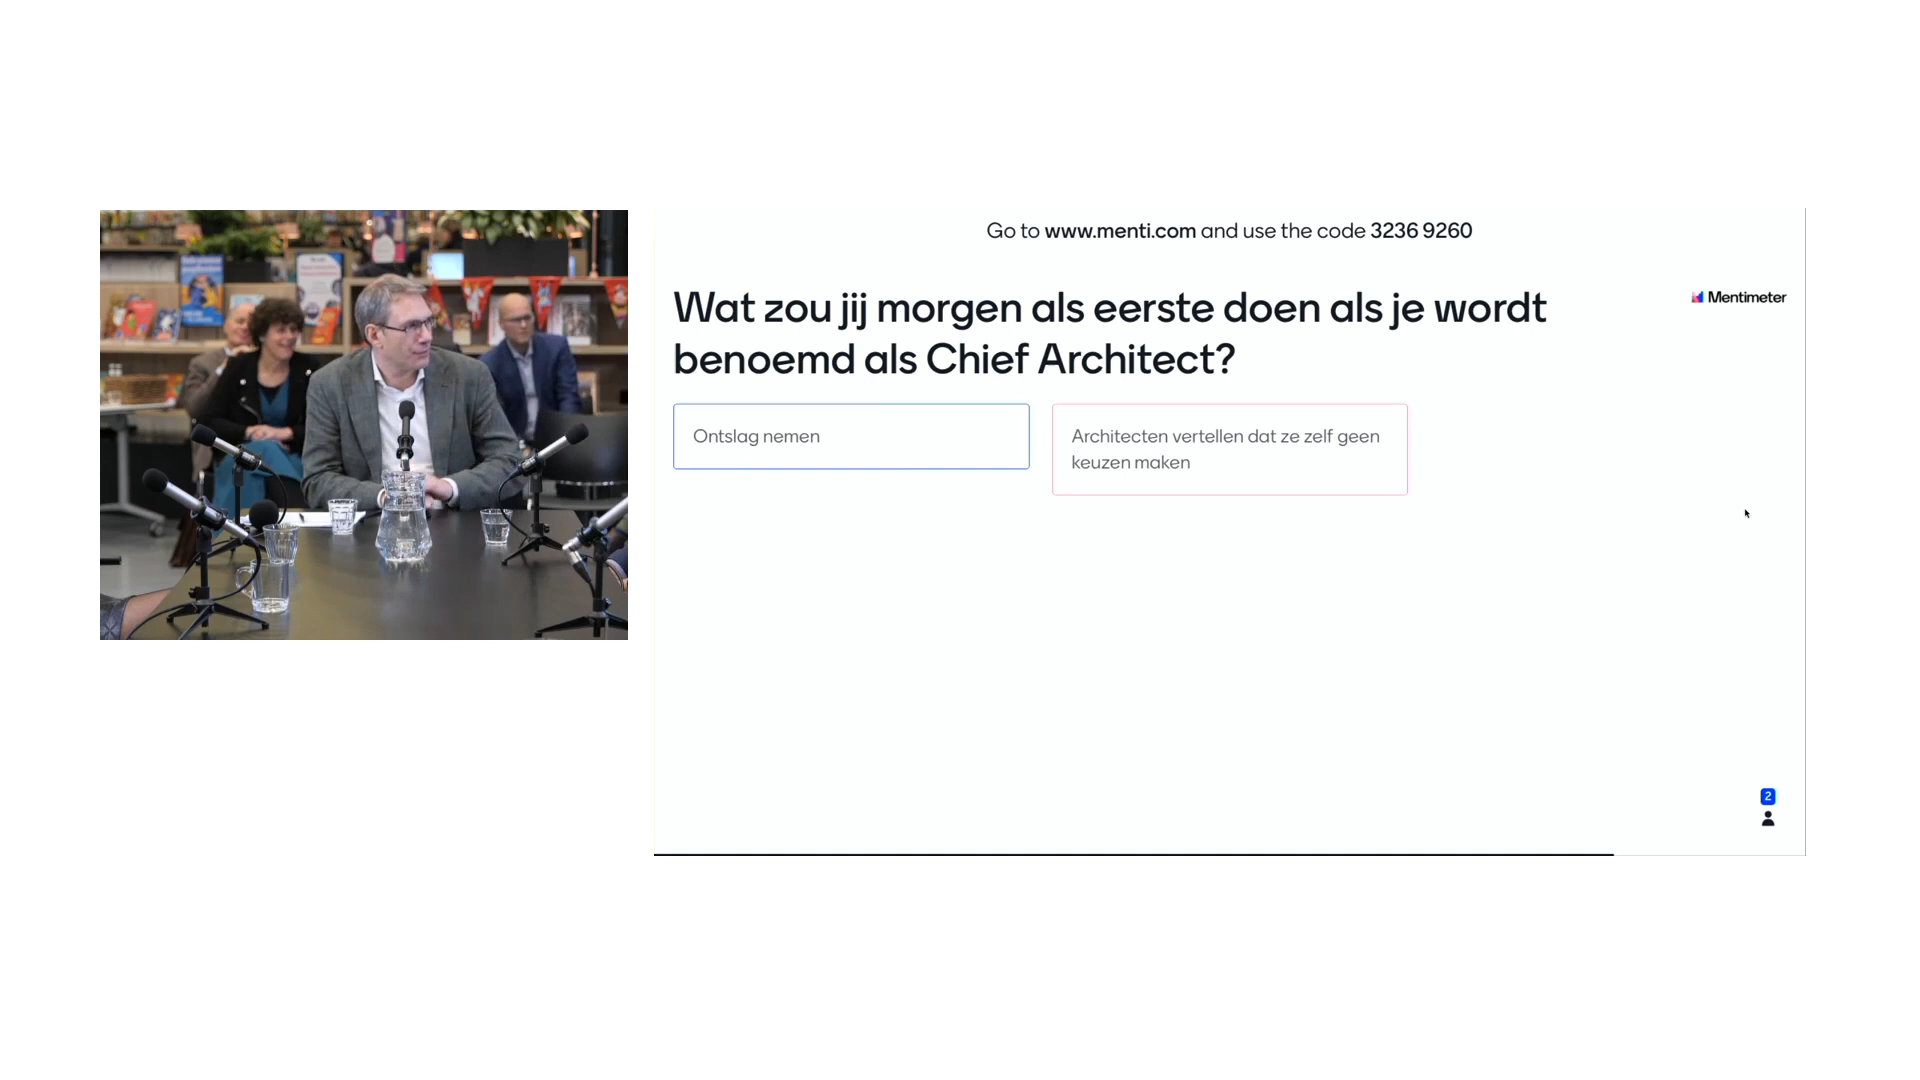 Go to www.menti.com and use the code 3236 9260
Wat zou jij morgen als eerste doen als je wordt
benoemd als Chief Architect?
Mentimeter
Ontslag nemen
Architecten vertellen dat ze zelf geen
keuzen maken
2